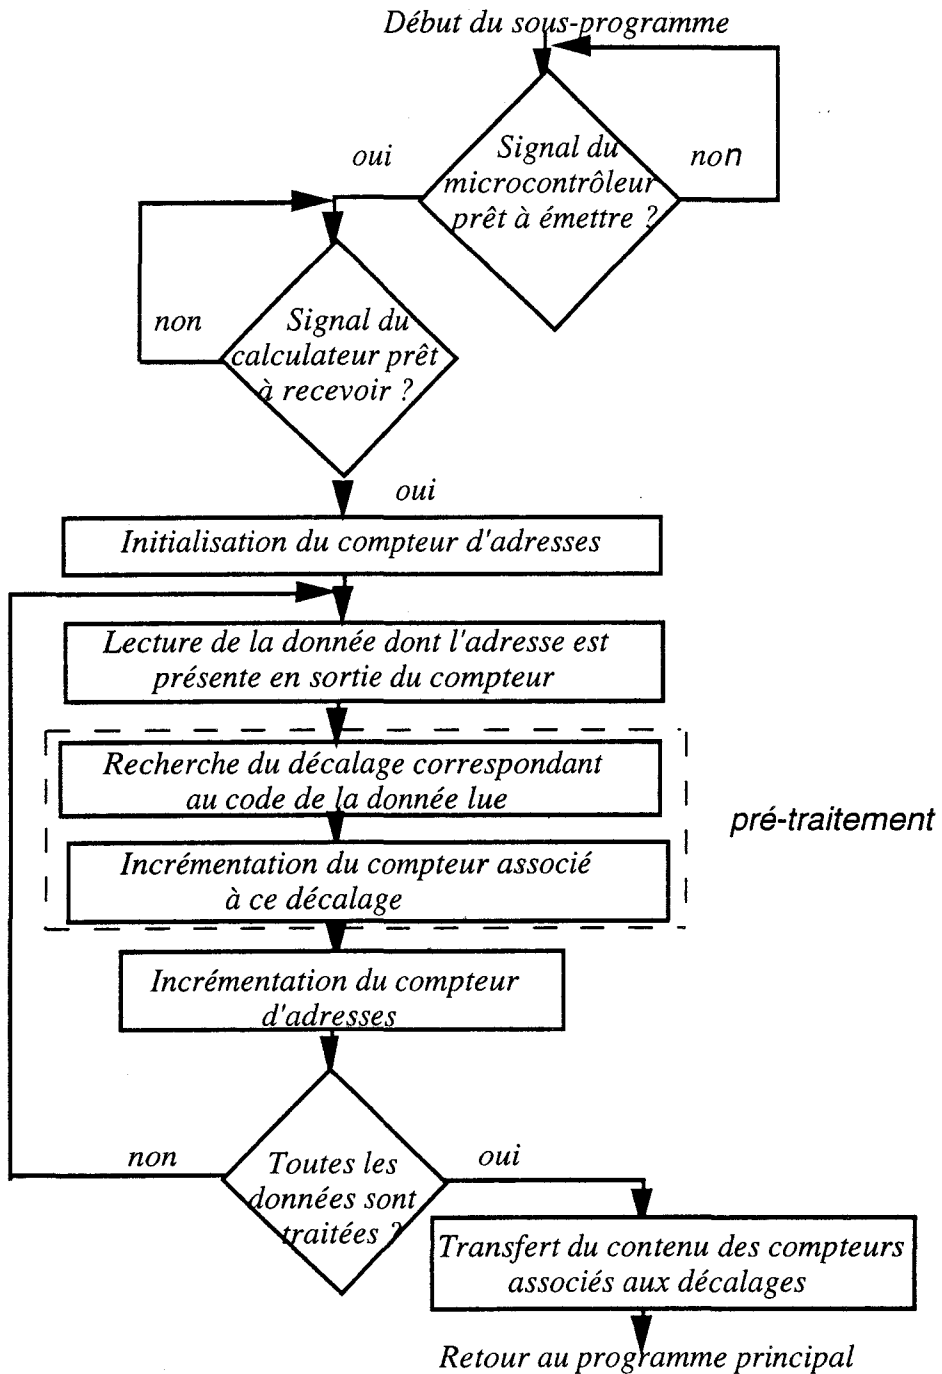 Début du sous-programme
Signal du
microcontrôleur
prêt à émettre ?
oui
non
Signal du
calculateur prêt
à recevoir ?
non
oui
Initialisation du compteur d'adresses
Lecture de la donnée dont l'adresse est
présente en sortie du compteur
Recherche du décalage correspondant
au code de la donnée lue
pré-traitement
Incrémentation du compteur associé
à ce décalage
Incrémentation du compteur
d'adresses
non
oui
Toutes les
données sont
traitées ?
Transfert du contenu des compteurs
associés aux décalages
Retour au programme principal